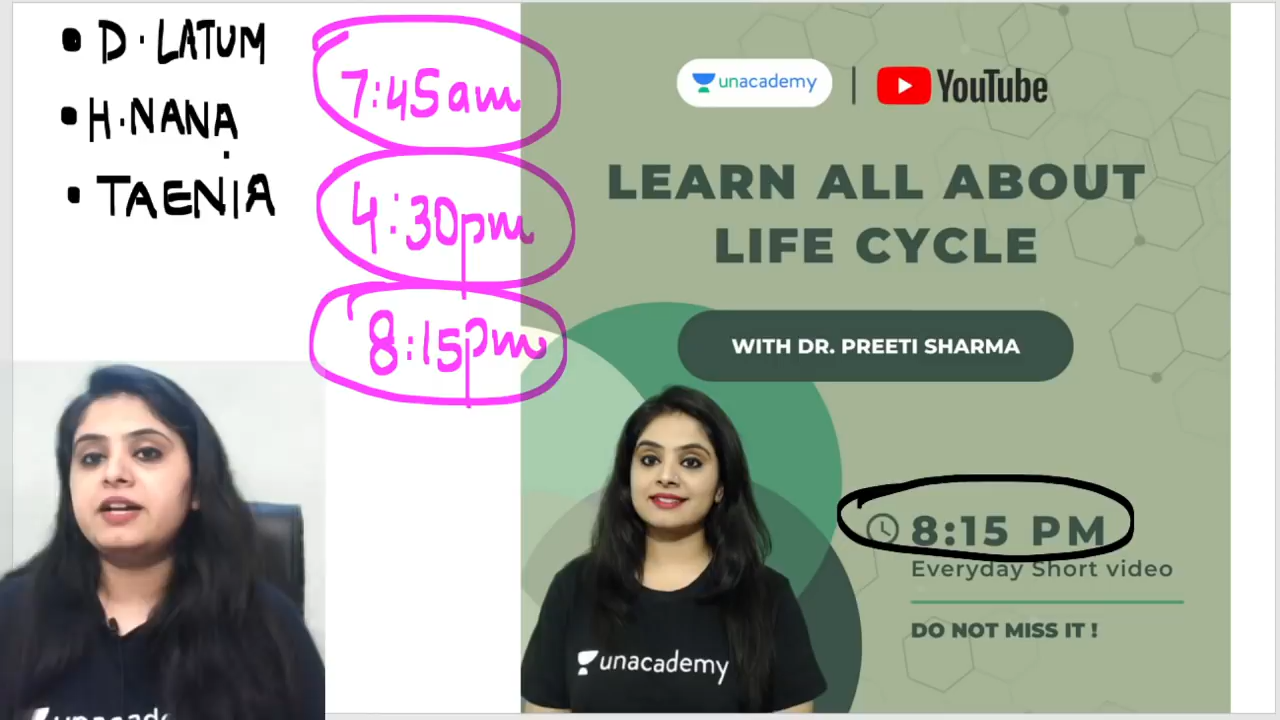 • D. LATUM
• H. NANA
• TAENIA
7:45am
4:30pm
8:15pm
unacademy | YouTube
LEARN ALL ABOUT
LIFE CYCLE
WITH DR. PREETI SHARMA
8:15 PM
Everyday Short video
DO NOT MISS IT !
unacademy